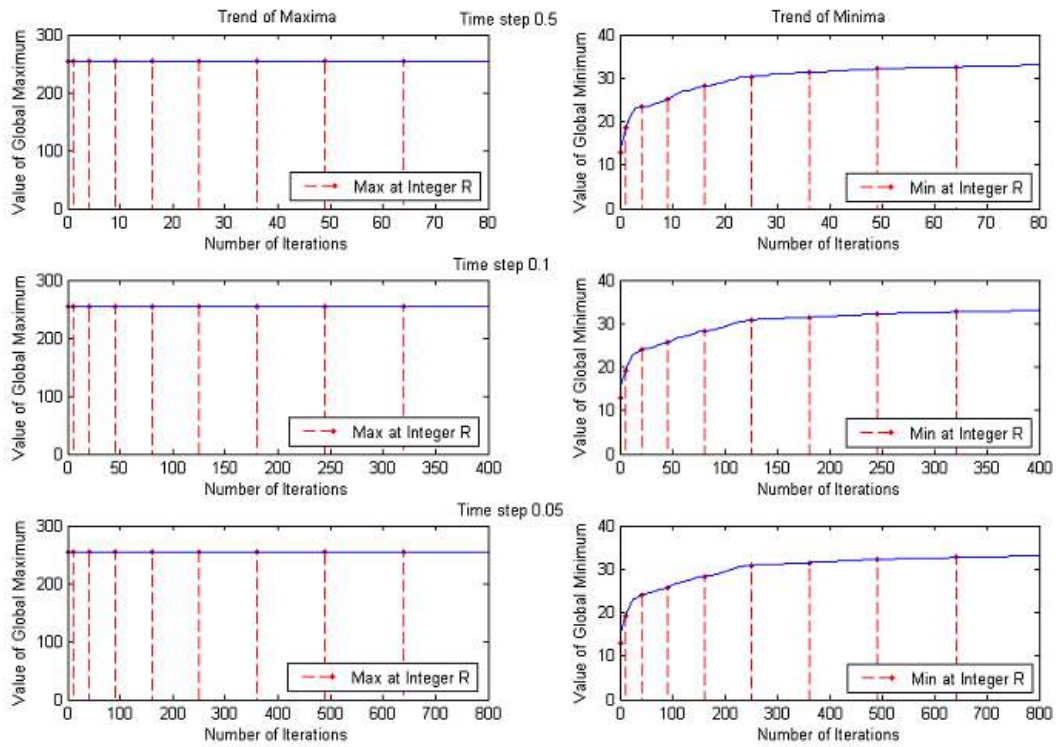 Trend of Maxima
Time step 0.5
Trend of Minima
Value of Global Maximum
300
200
100
0
0 10 20 30 40 50 60 70 80
Number of Iterations
Max at Integer R
Value of Global Minimum
40
30
20
10
0
0 10 20 30 40 50 60 70 80
Number of Iterations
Min at Integer R
Time step 0.1
Value of Global Maximum
300
200
100
0
0 50 100 150 200 250 300 350 400
Number of Iterations
Max at Integer R
Value of Global Minimum
40
30
20
10
0
0 50 100 150 200 250 300 350 400
Number of Iterations
Min at Integer R
Time step 0.05
Value of Global Maximum
300
200
100
0
0 100 200 300 400 500 600 700 800
Number of Iterations
Max at Integer R
Value of Global Minimum
40
30
20
10
0
0 100 200 300 400 500 600 700 800
Number of Iterations
Min at Integer R